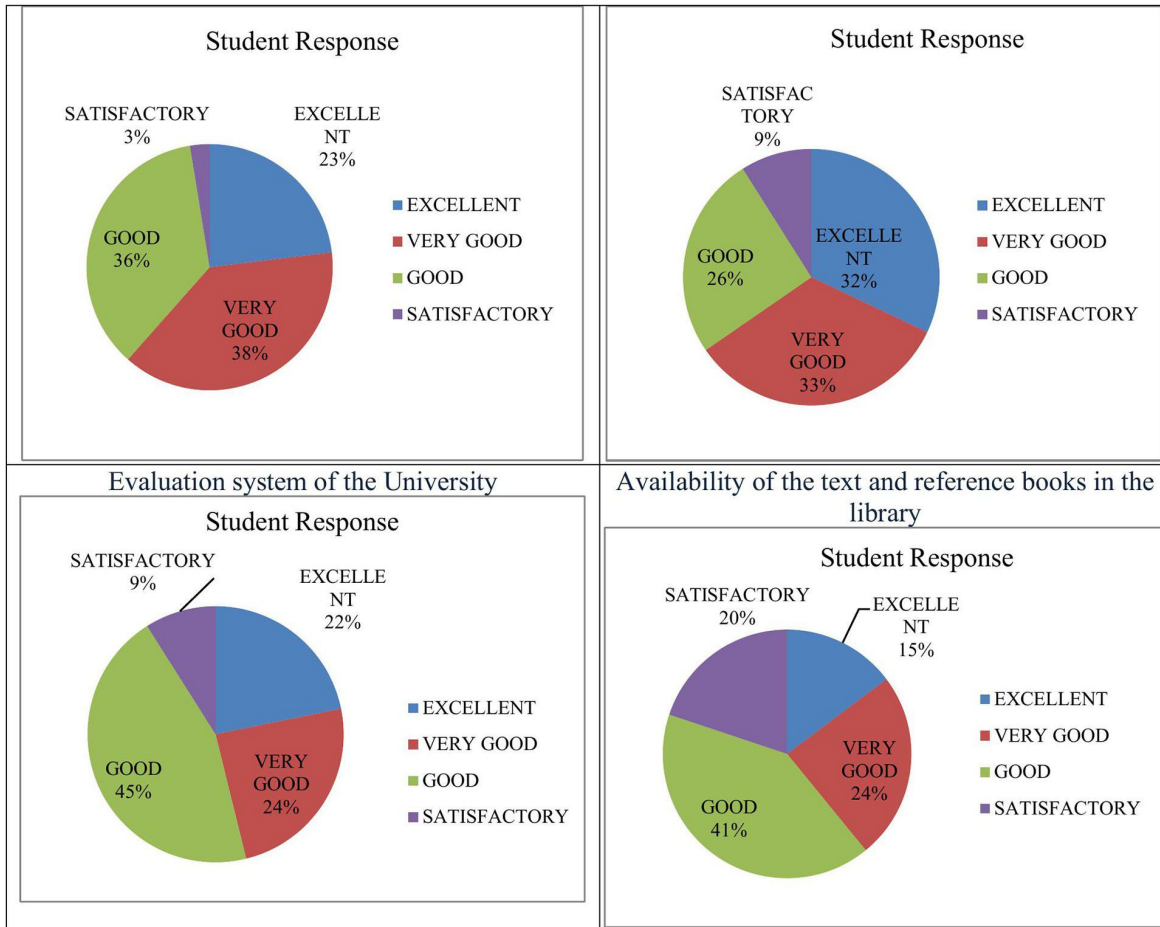 Student Response
SATISFACTORY
3%
EXCELLE
NT
23%
GOOD
36%
VERY
GOOD
38%
EXCELLENT
VERY GOOD
GOOD
SATISFACTORY
Student Response
SATISFAC
TORY
9%
EXCELLE
NT
32%
GOOD
26%
VERY
GOOD
33%
EXCELLENT
VERY GOOD
GOOD
SATISFACTORY
Evaluation system of the University
Student Response
SATISFACTORY
9%
EXCELLE
NT
22%
GOOD
45%
VERY
GOOD
24%
EXCELLENT
VERY GOOD
GOOD
SATISFACTORY
Availability of the text and reference books in the
library
Student Response
SATISFACTORY
20%
EXCELLE
NT
15%
VERY
GOOD
24%
GOOD
41%
EXCELLENT
VERY GOOD
GOOD
SATISFACTORY